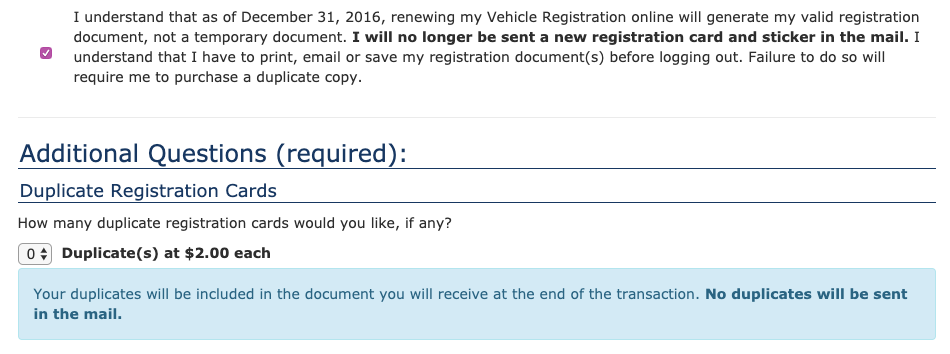 I understand that as of December 31, 2016, renewing my Vehicle Registration online will generate my valid registration
document, not a temporary document. I will no longer be sent a new registration card and sticker in the mail. I
understand that I have to print, email or save my registration document(s) before logging out. Failure to do so will
require me to purchase a duplicate copy.
Additional Questions (required):
Duplicate Registration Cards
How many duplicate registration cards would you like, if any?
0 Duplicate(s) at $2.00 each
Your duplicates will be included in the document you will receive at the end of the transaction. No duplicates will be sent
in the mail.